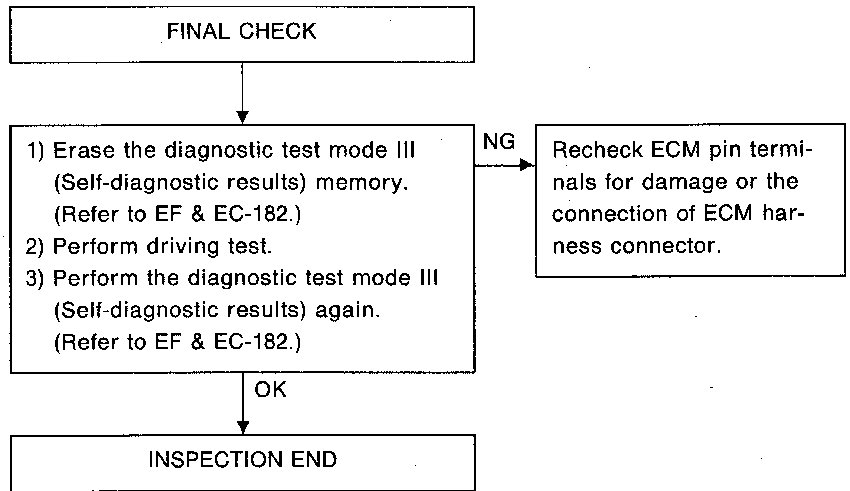 FINAL CHECK
1) Erase the diagnostic test mode III
(Self-diagnostic results) memory.
(Refer to EF & EC-182.)
2) Perform driving test.
3) Perform the diagnostic test mode III
(Self-diagnostic results) again.
(Refer to EF & EC-182.)
NG
Recheck ECM pin termi-
nals for damage or the
connection of ECM har-
ness connector.
OK
INSPECTION END